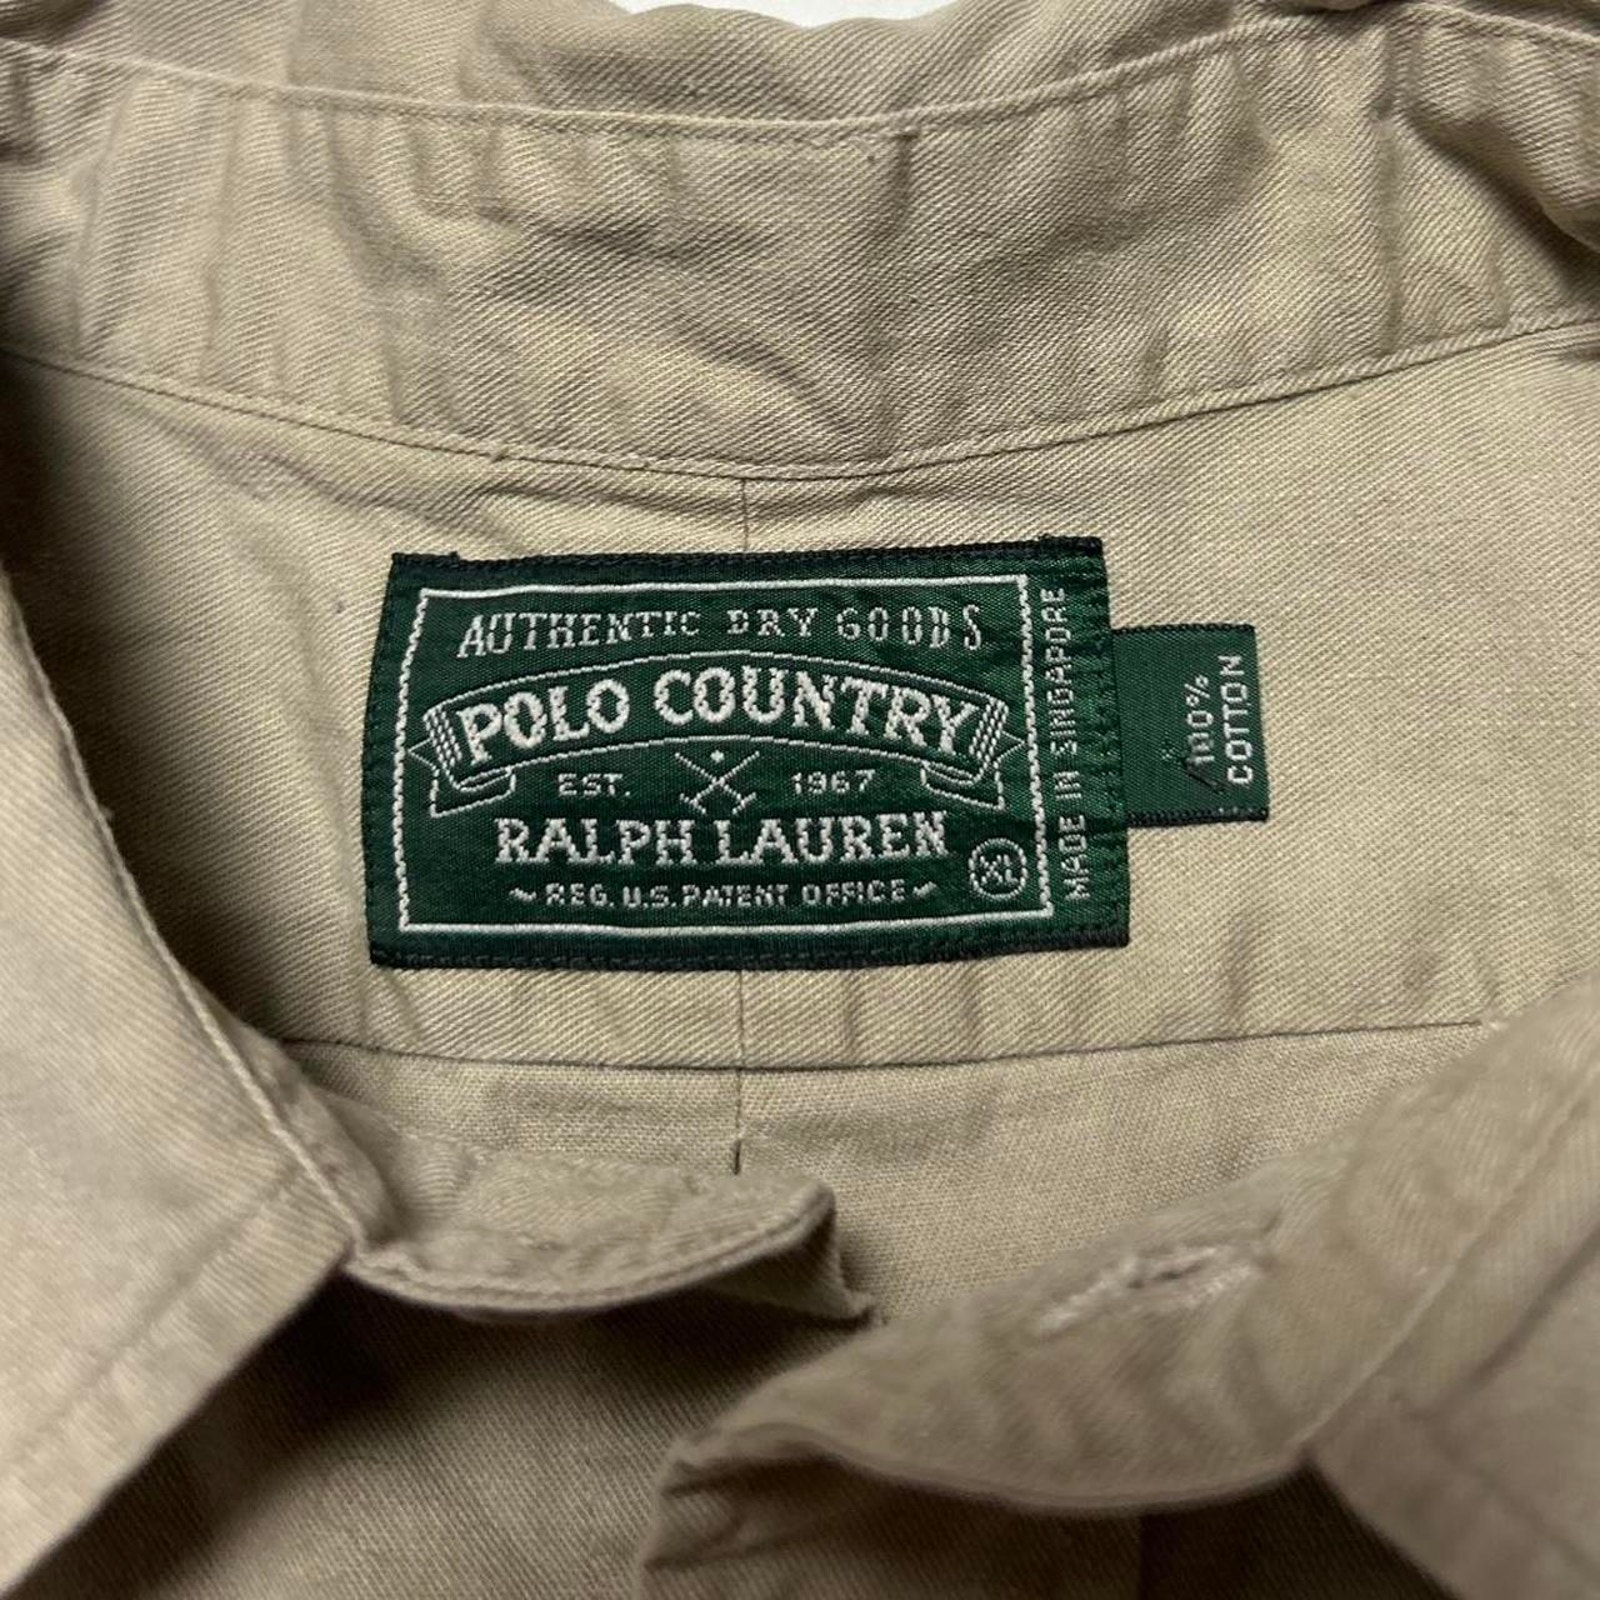 AUTHENTIC DRY GOODS
POLO COUNTRY
EST. 1967
RALPH LAUREN
REG. U.S. PATENT OFFICE
XL
MADE IN SINGAPORE
100%
COTTON